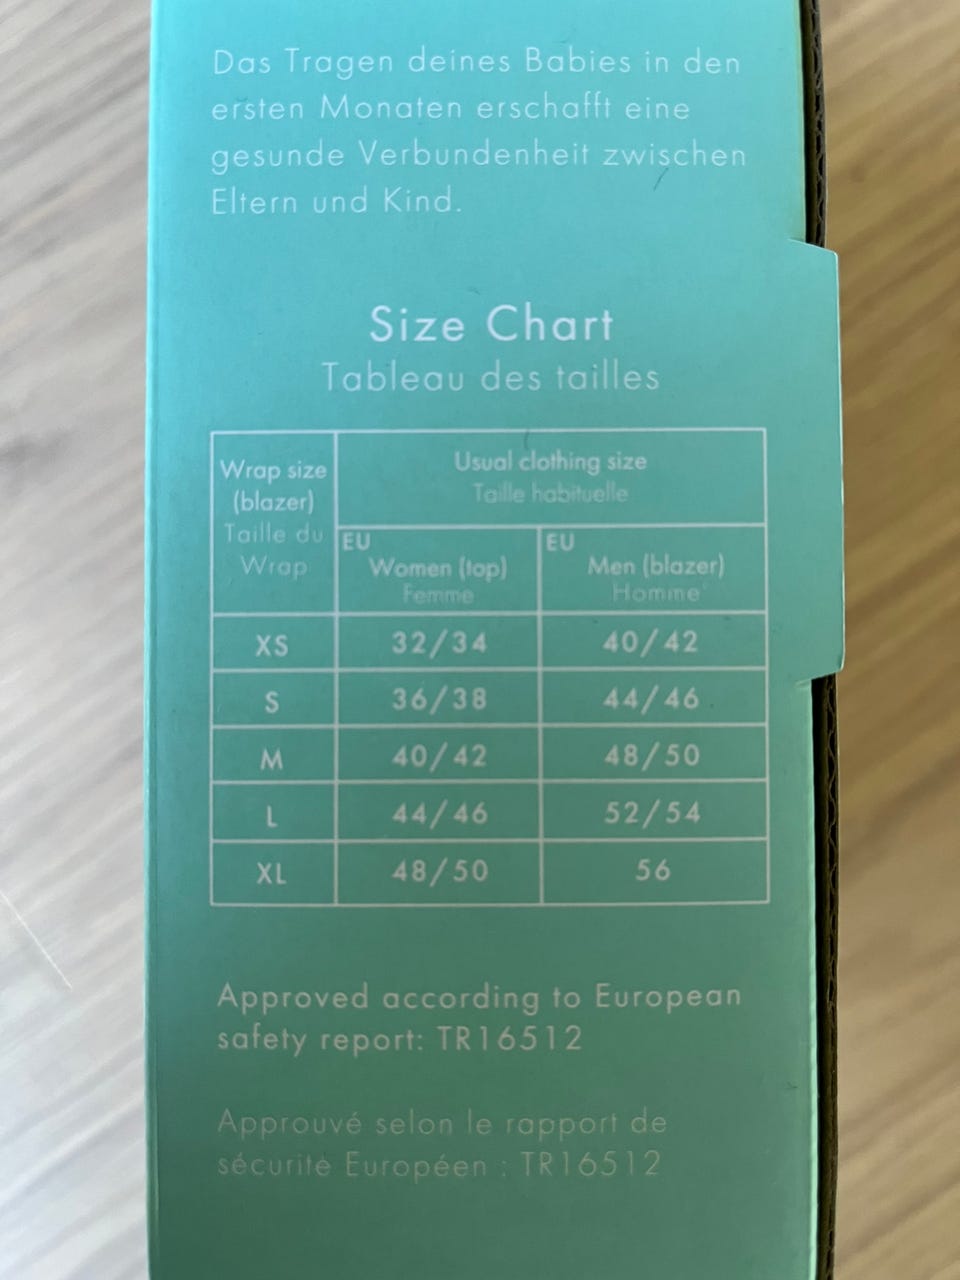 Das Tragen deines Babies in den
ersten Monaten erschafft eine
gesunde Verbundenheit zwischen
Eltern und Kind.
Size Chart
Tableau des tailles
Wrap size
(blazer)
Taille du
Wrap
Usual clothing size
Taille habituelle
EU
Women (top)
Femme
EU
Men (blazer)
Homme
XS 32/34 40/42
S 36/38 44/46
M 40/42 48/50
L 44/46 52/54
XL 48/50 56
Approved according to European
safety report: TR16512
Approuvé selon le rapport de
sécurité Européen : TR16512